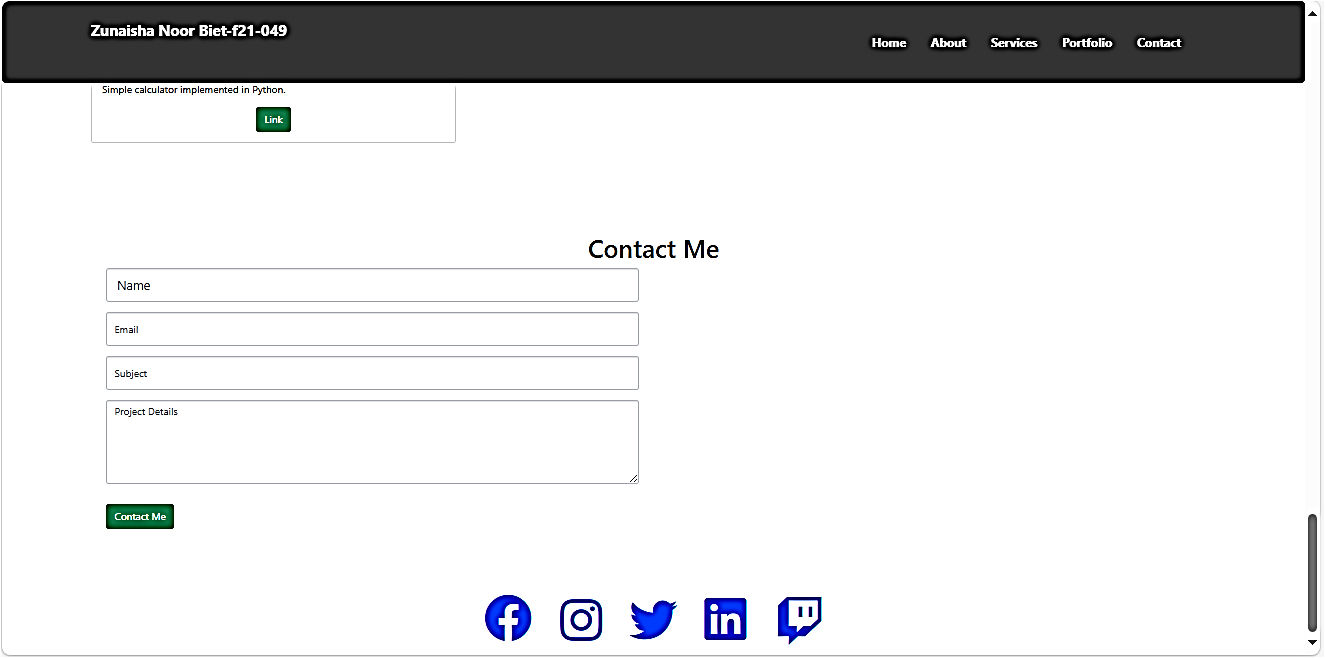 Zunaisha Noor Biet-f21-049
Home About Services Portfolio Contact
Simple calculator implemented in Python.
Link
Contact Me
Name
Email
Subject
Project Details
Contact Me